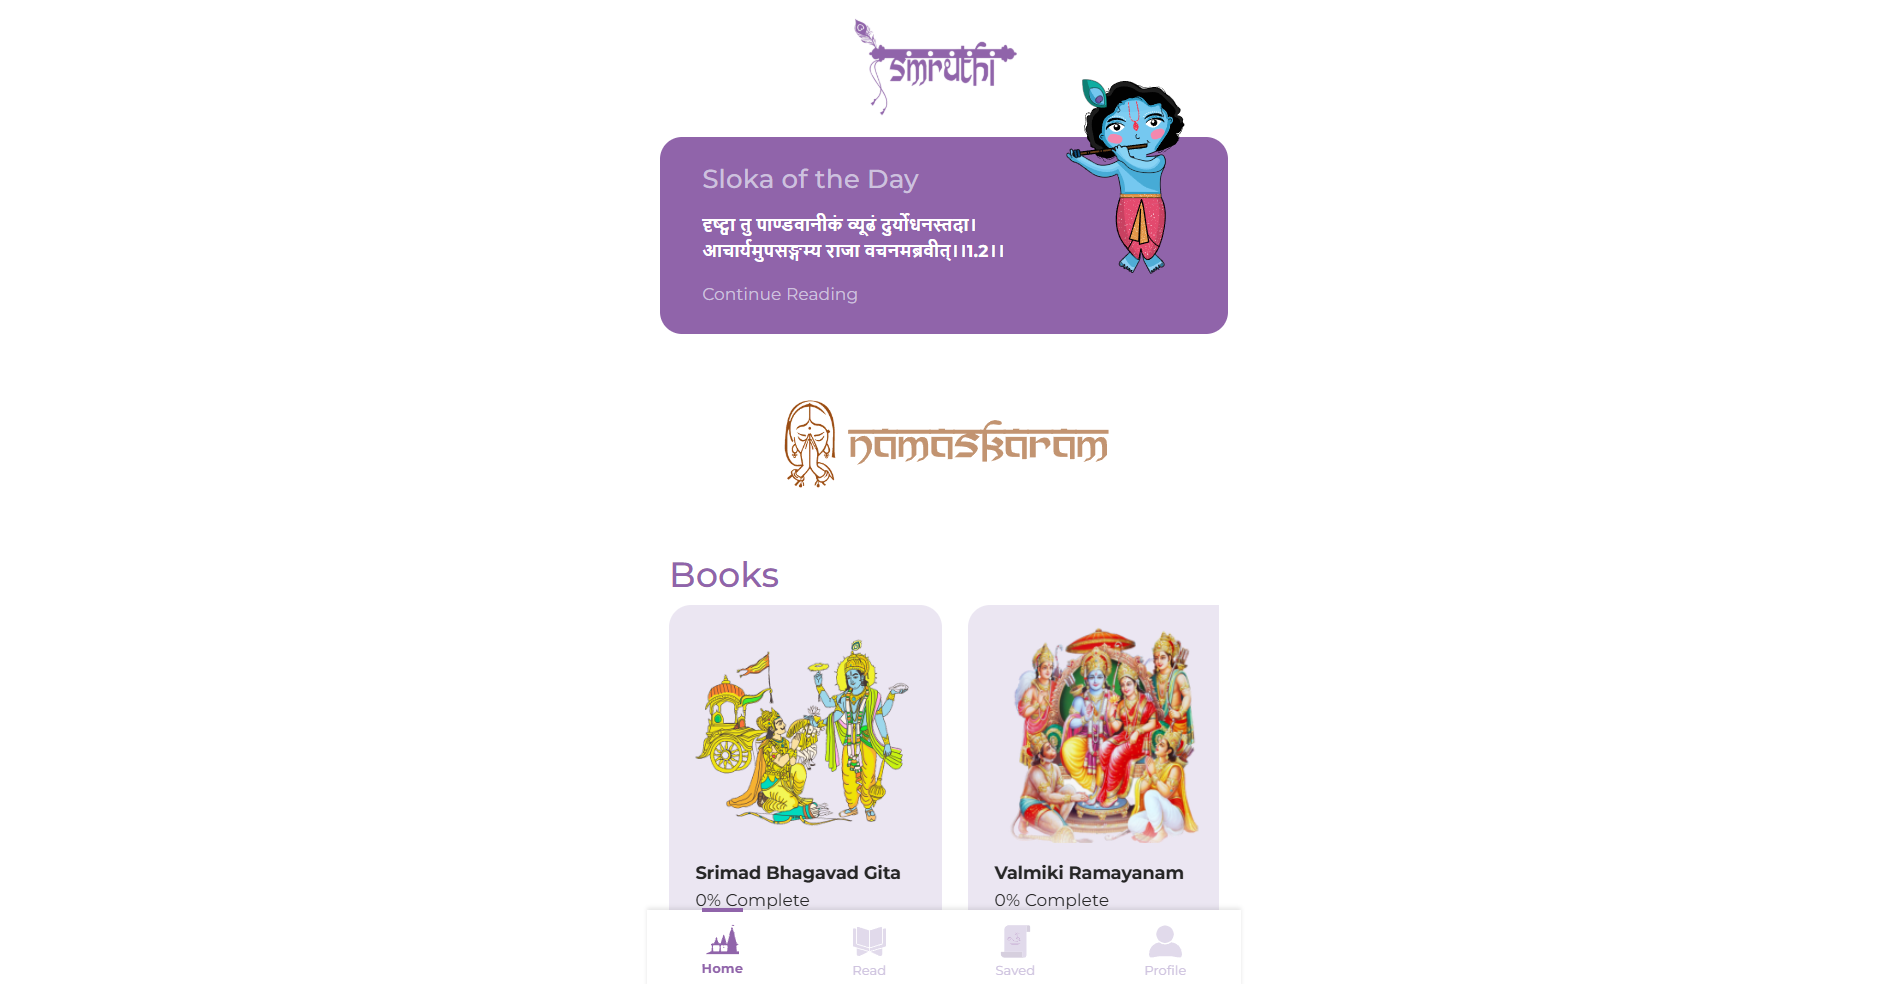 smruthi
Sloka of the Day
दृष्ट्वा तु पाण्डवानीकं व्यूढं दुर्योधनस्तदा।
आचार्यमुपसङ्गम्य राजा वचनमब्रवीत्।।1.2।।
Continue Reading
namaskaram
Books
Srimad Bhagavad Gita
0% Complete
Valmiki Ramayanam
0% Complete
Home
Read
Saved
Profile